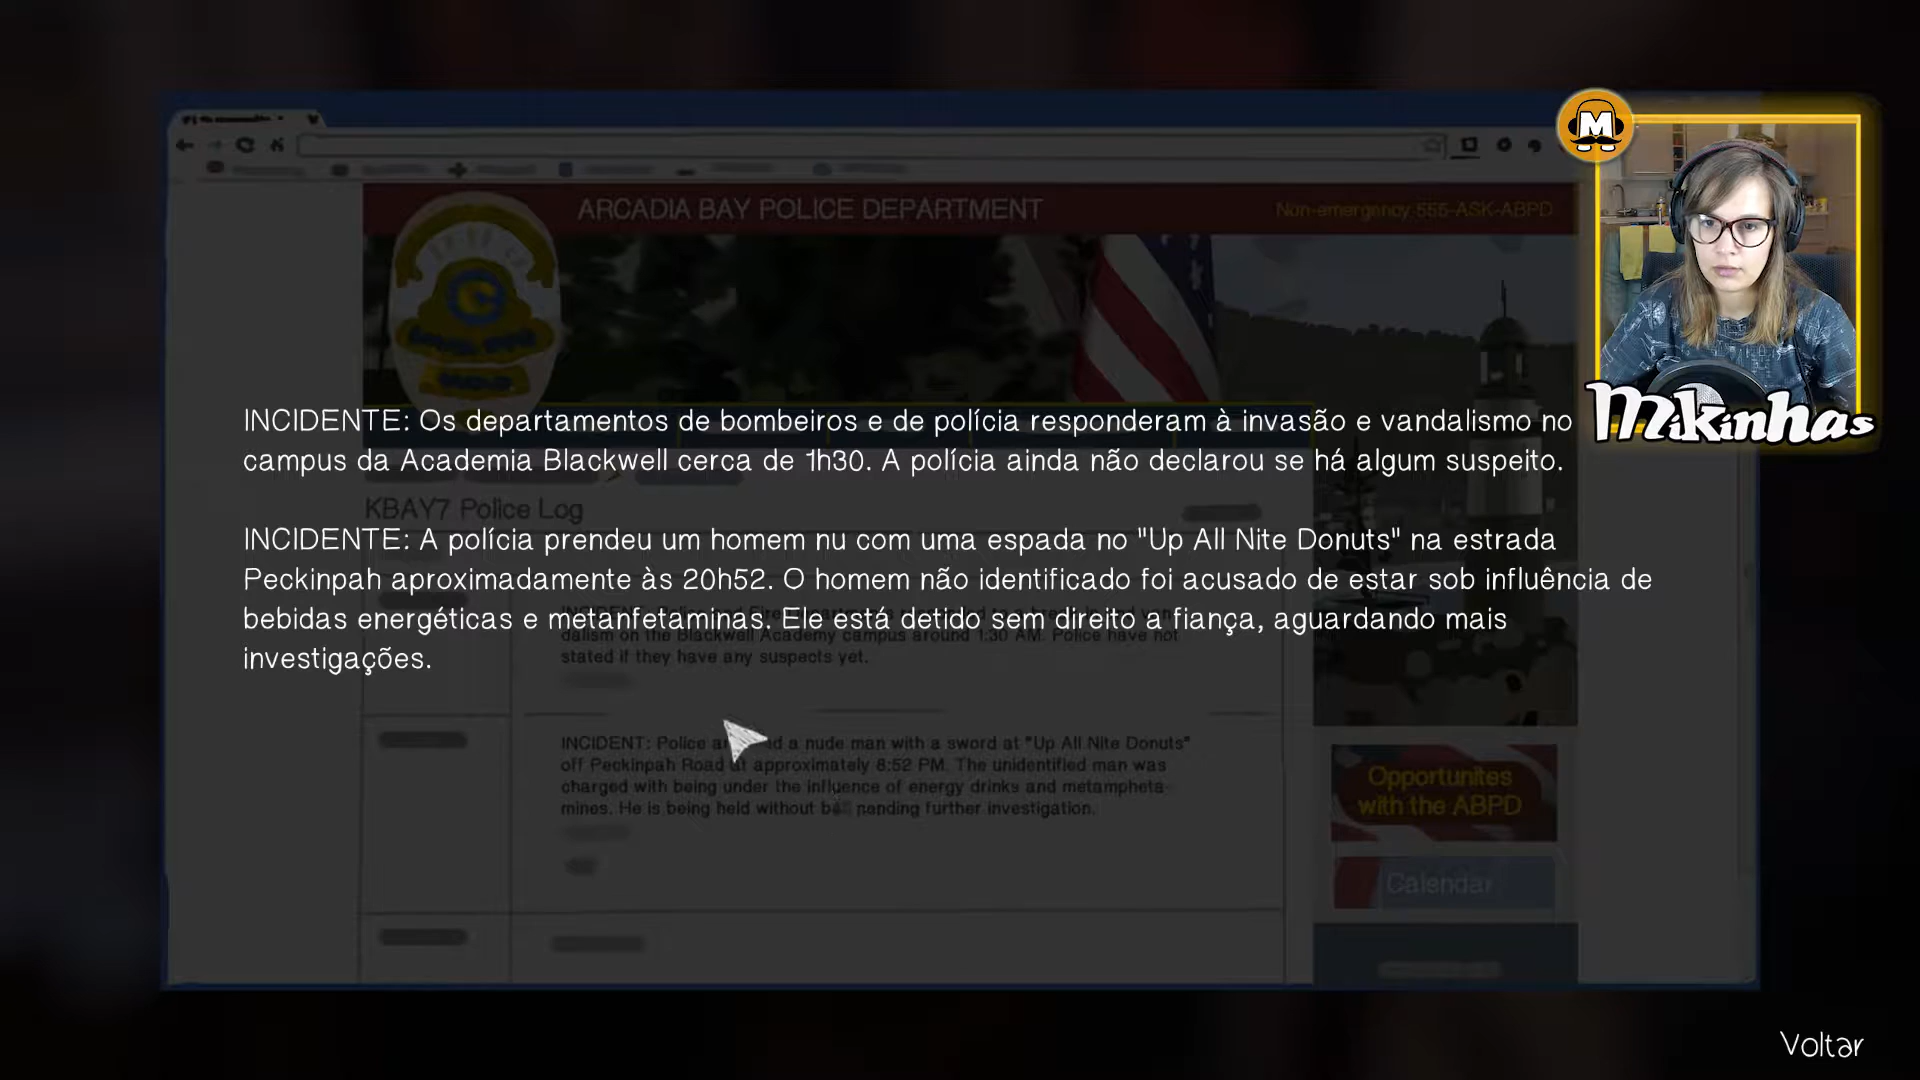 ARCADIA BAY POLICE DEPARTMENT
Non-emergency 555-ASK-ABPD
M
Mikinhas
INCIDENTE: Os departamentos de bombeiros e de polícia responderam à invasão e vandalismo no
campus da Academia Blackwell cerca de 1h30. A polícia ainda não declarou se há algum suspeito.
KBAY7 Police Log
INCIDENTE: A polícia prendeu um homem nu com uma espada no "Up All Nite Donuts" na estrada
Peckinpah aproximadamente às 20h52. O homem não identificado foi acusado de estar sob influência de
bebidas energéticas e metanfetaminas. Ele está detido sem direito a fiança, aguardando mais
investigações.
dalism on the Blackwell Academy campus around 1:30 AM. Police have not
stated if they have any suspects yet.
INCIDENT: Police a nude man with a sword at "Up All Nite Donuts"
off Peckinpah Road at approximately 8:52 PM. The unidentified man was
charged with being under the influence of energy drinks and metampheta-
mines. He is being held without pending further investigation.
Opportunites
with the ABPD
Calendar
Voltar